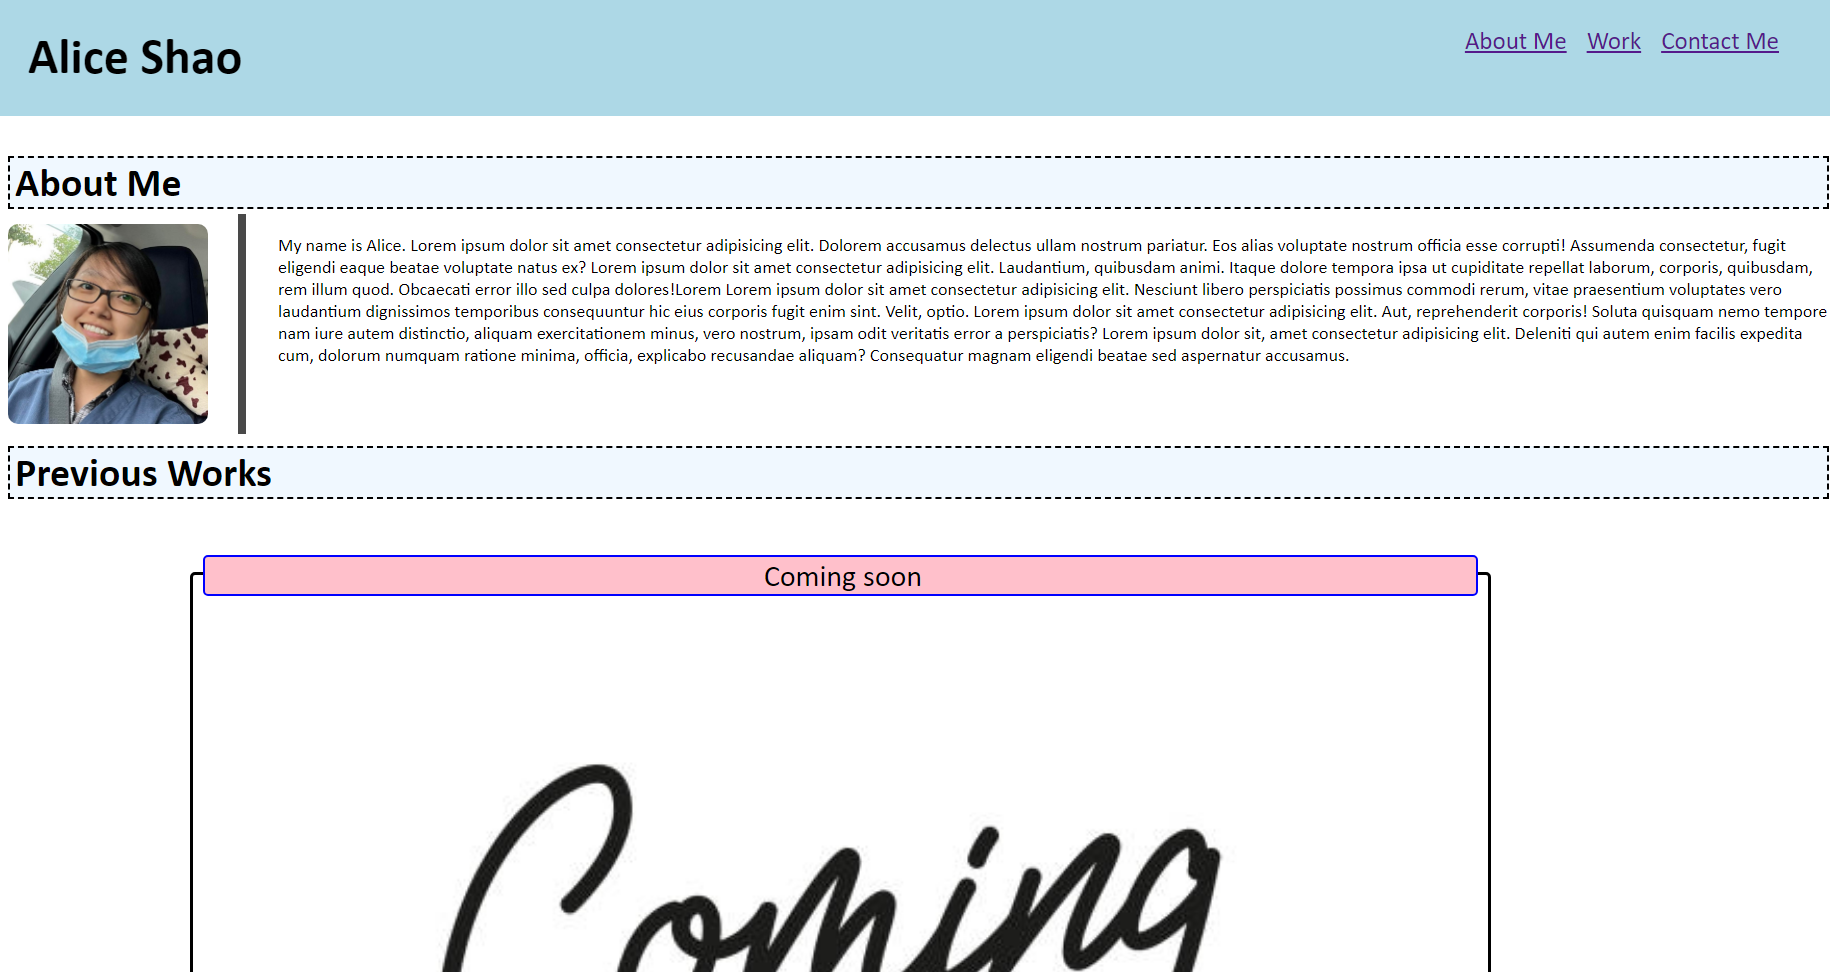 Alice Shao
About Me Work Contact Me
About Me
My name is Alice. Lorem ipsum dolor sit amet consectetur adipisicing elit. Dolorem accusamus delectus ullam nostrum pariatur. Eos alias voluptate nostrum officia esse corrupti! Assumenda consectetur, fugit
eligendi eaque beatae voluptate natus ex? Lorem ipsum dolor sit amet consectetur adipisicing elit. Laudantium, quibusdam animi. Itaque dolore tempora ipsa ut cupiditate repellat laborum, corporis, quibusdam,
rem illum quod. Obcaecati error illo sed culpa dolores!Lorem Lorem ipsum dolor sit amet consectetur adipisicing elit. Nesciunt libero perspiciatis possimus commodi rerum, vitae praesentium voluptates vero
laudantium dignissimos temporibus consequuntur hic eius corporis fugit enim sint. Velit, optio. Lorem ipsum dolor sit amet consectetur adipisicing elit. Aut, reprehenderit corporis! Soluta quisquam nemo tempore
nam iure autem distinctio, aliquam exercitationem minus, vero nostrum, ipsam odit veritatis error a perspiciatis? Lorem ipsum dolor sit, amet consectetur adipisicing elit. Deleniti qui autem enim facilis expedita
cum, dolorum numquam ratione minima, officia, explicabo recusandae aliquam? Consequatur magnam eligendi beatae sed aspernatur accusamus.
Previous Works
Coming soon
Coming